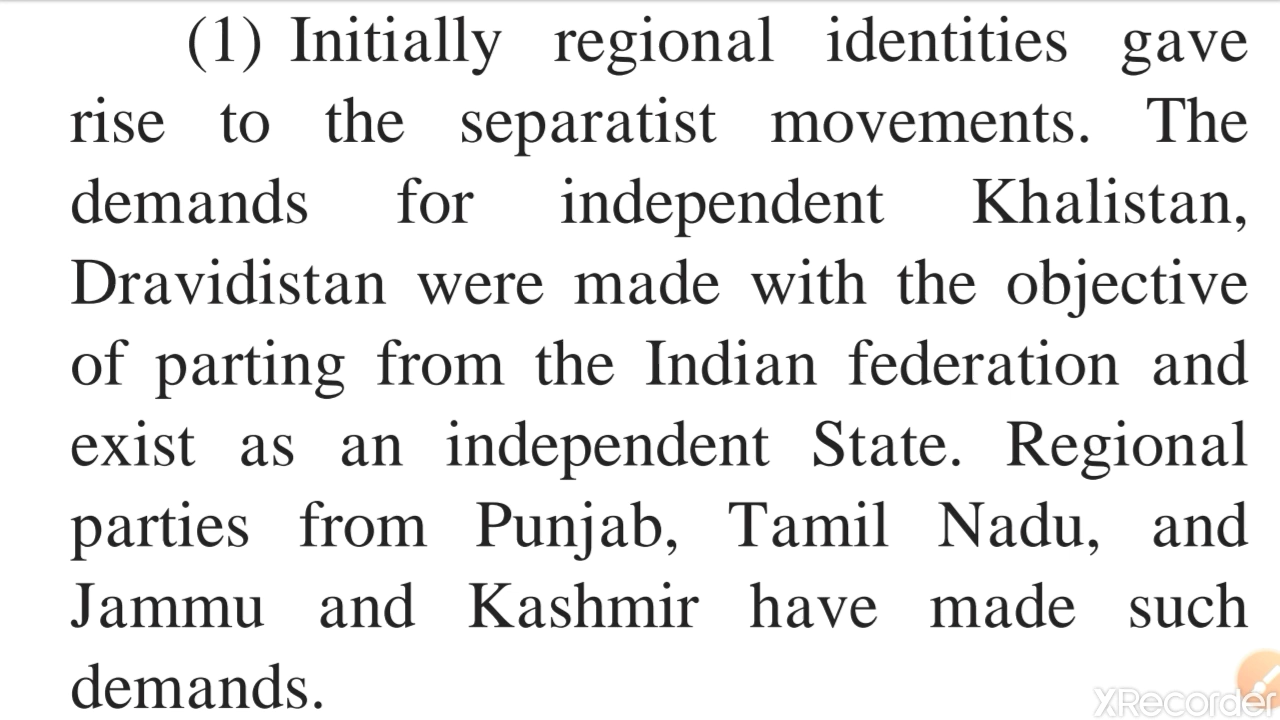 (1) Initially regional identities gave
rise to the separatist movements. The
demands for independent Khalistan,
Dravidistan were made with the objective
of parting from the Indian federation and
exist as an independent State. Regional
parties from Punjab, Tamil Nadu, and
Jammu and Kashmir have made such
demands.
XRecorder